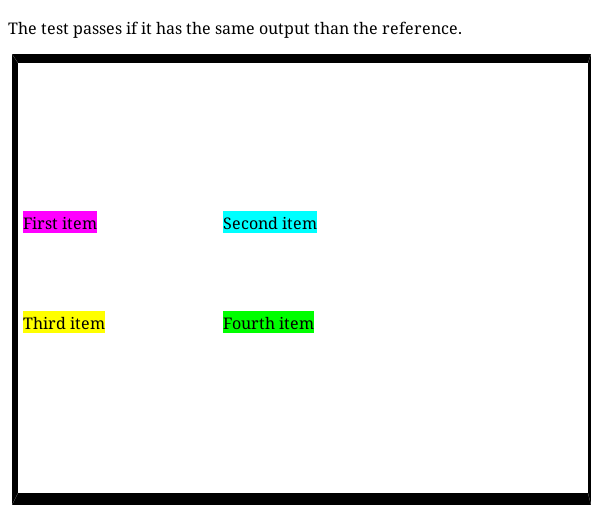 The test passes if it has the same output than the reference.
First item
Second item
Third item
Fourth item